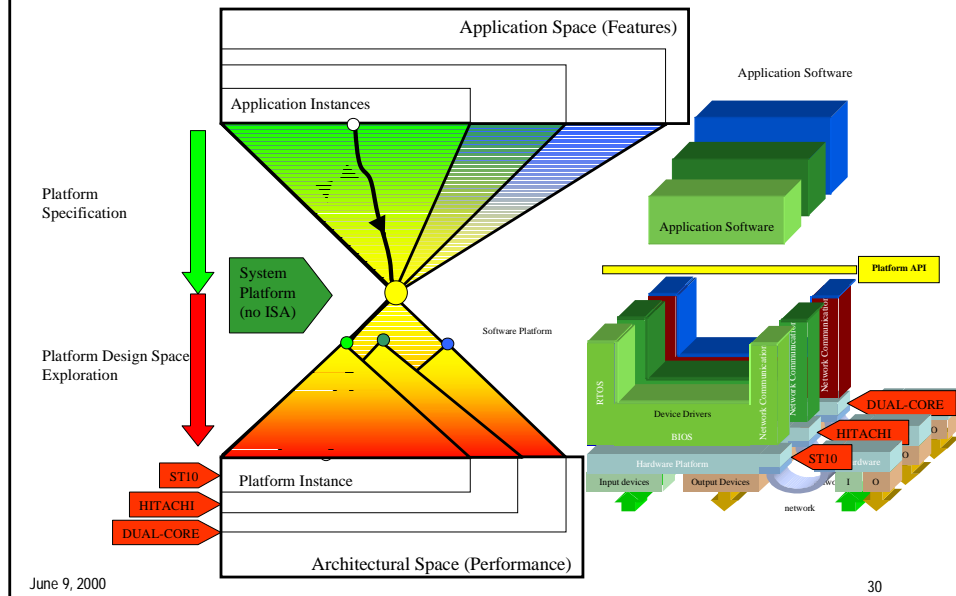 Application Space (Features)
Application Instances
Platform
Specification
System
Platform
(no ISA)
Platform Design Space
Exploration
ST10
HITACHI
DUAL-CORE
Platform Instance
Architectural Space (Performance)
Application Software
Application Software
Platform API
Software Platform
RTOS
Device Drivers
BIOS
Network Communication
Network Communication
Network Communication
DUAL-CORE
HITACHI
ST10
Hardware Platform
Input devices
Output Devices
I
O
O
O
network
June 9, 2000
30